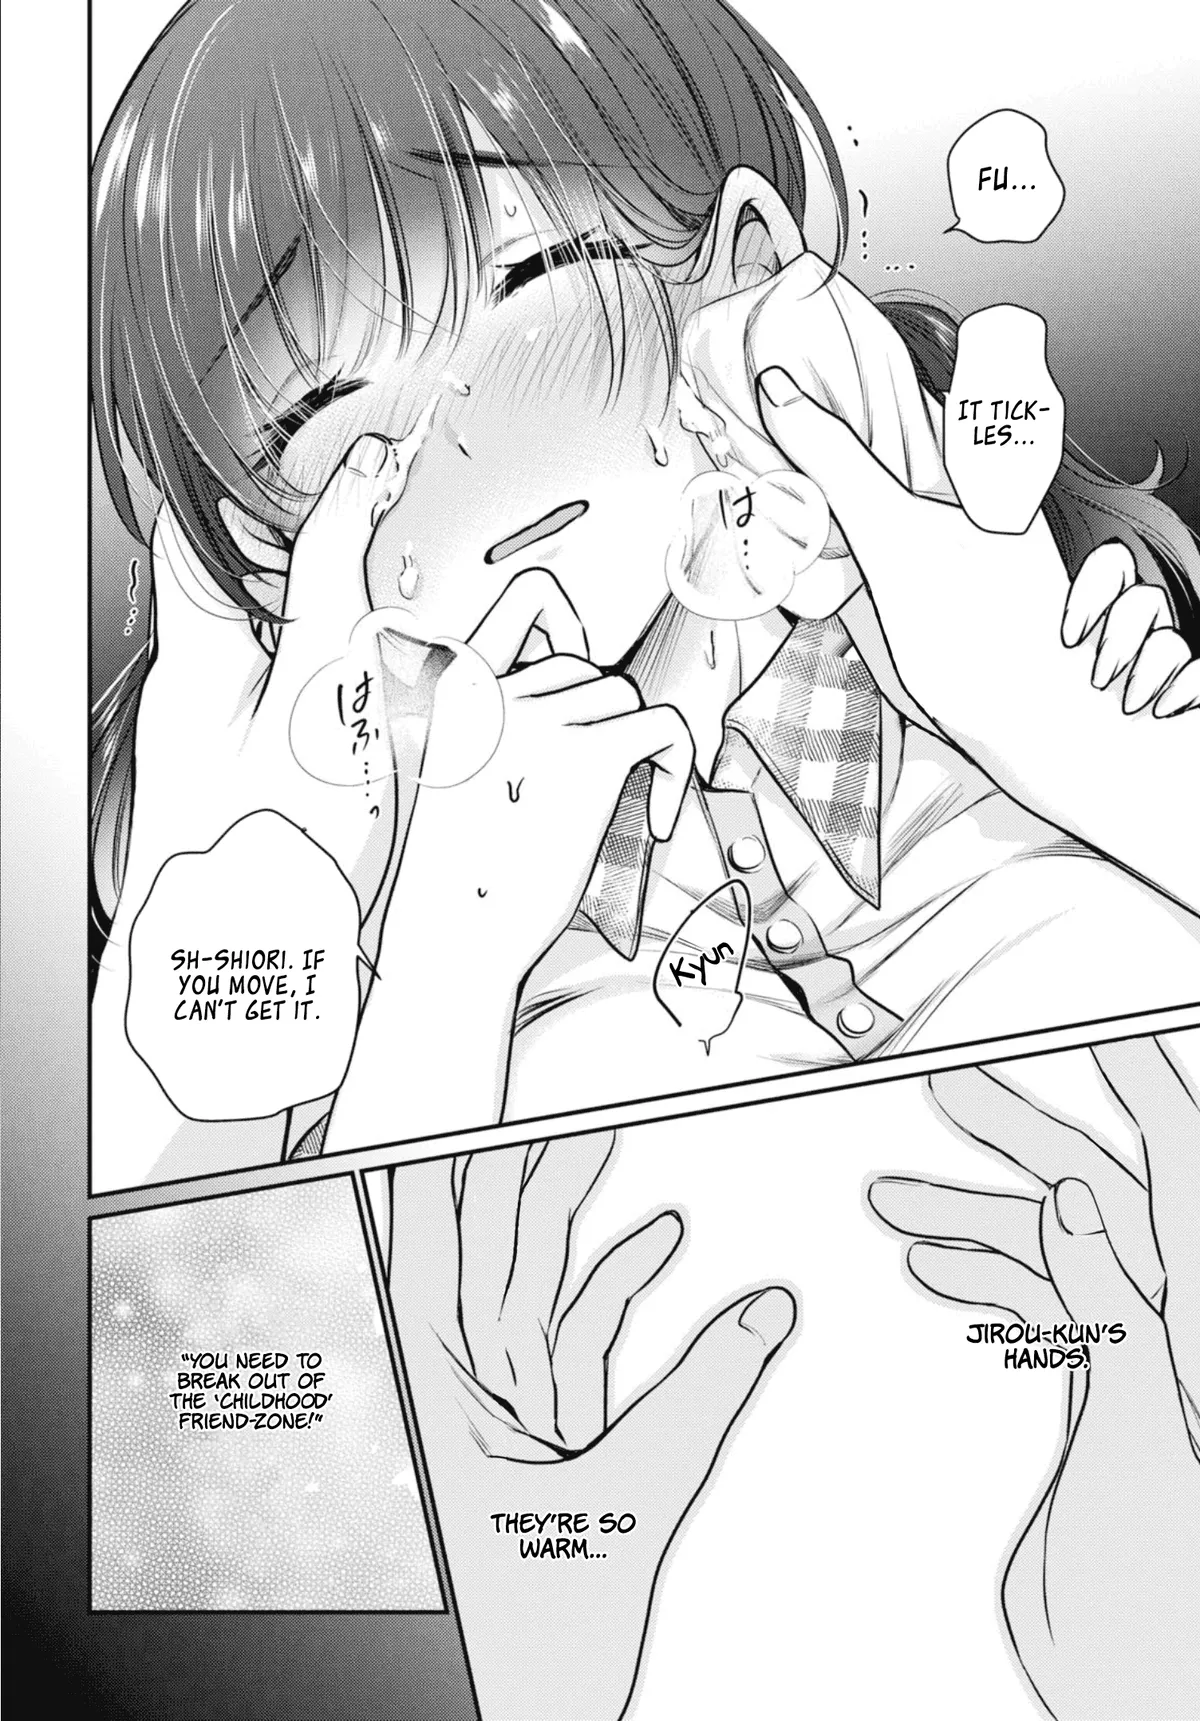 FU...
IT TICK-
LES...
は…
はふ……っ
SH-SHIORI. IF
YOU MOVE, I
CAN'T GET IT.
Kyun
JIROU-KUN'S
HANDS.
THEY'RE SO
WARM...
"YOU NEED TO
BREAK OUT OF
THE 'CHILDHOOD'
FRIEND-ZONE!"